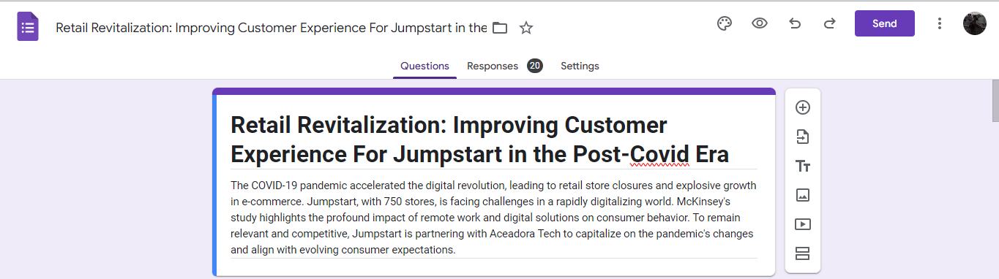 Retail Revitalization: Improving Customer Experience For Jumpstart in the
Send
Questions
Responses 20
Settings
Retail Revitalization: Improving Customer
Experience For Jumpstart in the Post-Covid Era
The COVID-19 pandemic accelerated the digital revolution, leading to retail store closures and explosive growth
in e-commerce. Jumpstart, with 750 stores, is facing challenges in a rapidly digitalizing world. McKinsey's
study highlights the profound impact of remote work and digital solutions on consumer behavior. To remain
relevant and competitive, Jumpstart is partnering with Aceadora Tech to capitalize on the pandemic's changes
and align with evolving consumer expectations.
Tт